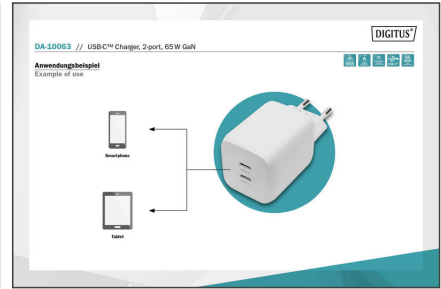 DIGITUS®
DA-10063 // USB-C™ Charger, 2-port, 65 W GaN
Anwendungsbeispiel
Example of use
Smartphone
Tablet